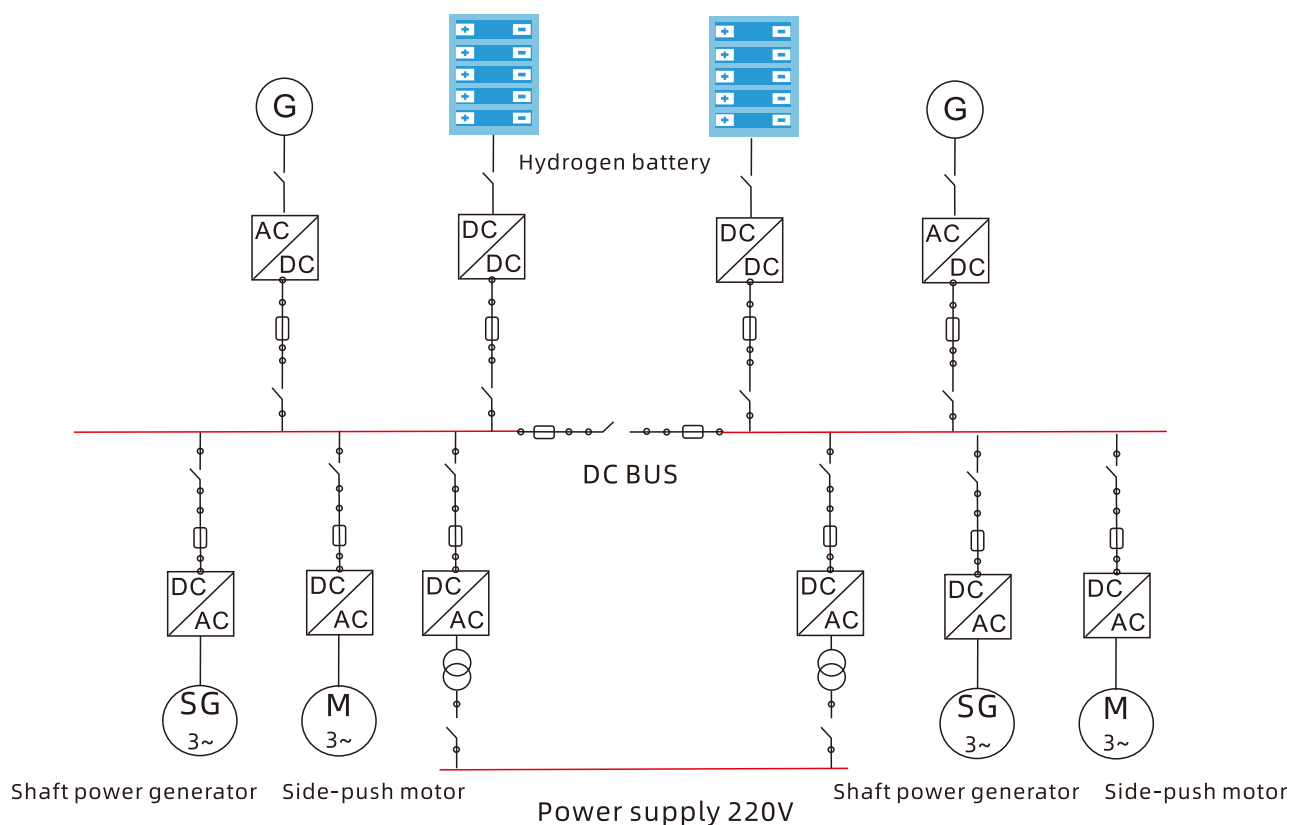 G
G
Hydrogen battery
AC
DC
DC
DC
DC
DC
AC
DC
DC BUS
DC
AC
DC
AC
DC
AC
DC
AC
DC
AC
DC
AC
SG
3~
M
3~
SG
3~
M
3~
Shaft power generator
Side-push motor
Shaft power generator
Side-push motor
Power supply 220V